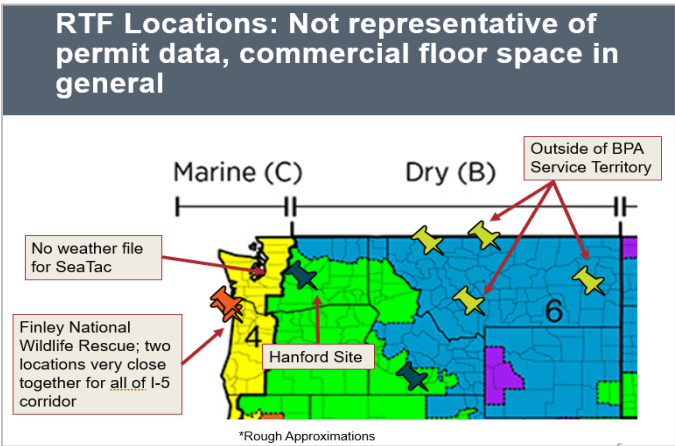 RTF Locations: Not representative of
permit data, commercial floor space in
general
Outside of BPA
Service Territory
Marine (C)
Dry (B)
No weather file
for SeaTac
6
4
Finley National
Wildlife Rescue; two
locations very close
together for all of I-5
corridor
Hanford Site
*Rough Approximations